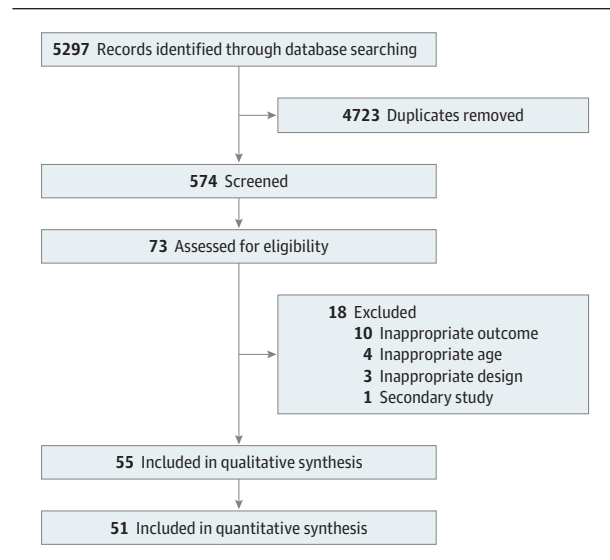 5297 Records identified through database searching
4723 Duplicates removed
574 Screened
73 Assessed for eligibility
18 Excluded
10 Inappropriate outcome
4 Inappropriate age
3 Inappropriate design
1 Secondary study
55 Included in qualitative synthesis
51 Included in quantitative synthesis